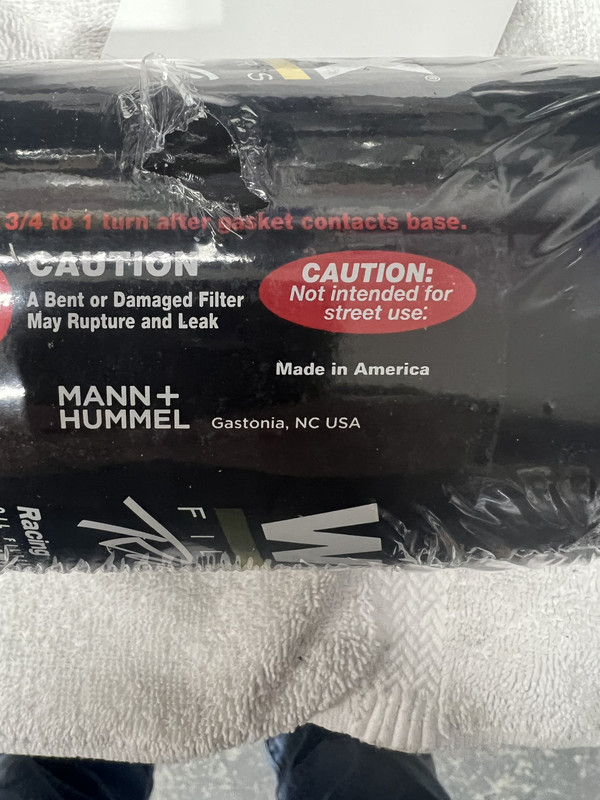 3/4 to 1 turn after gasket contacts base.
CAUTION
A Bent or Damaged Filter
May Rupture and Leak
CAUTION:
Not intended for
street use.
Made in America
MANN+
HUMMEL
Gastonia, NC USA
Racing